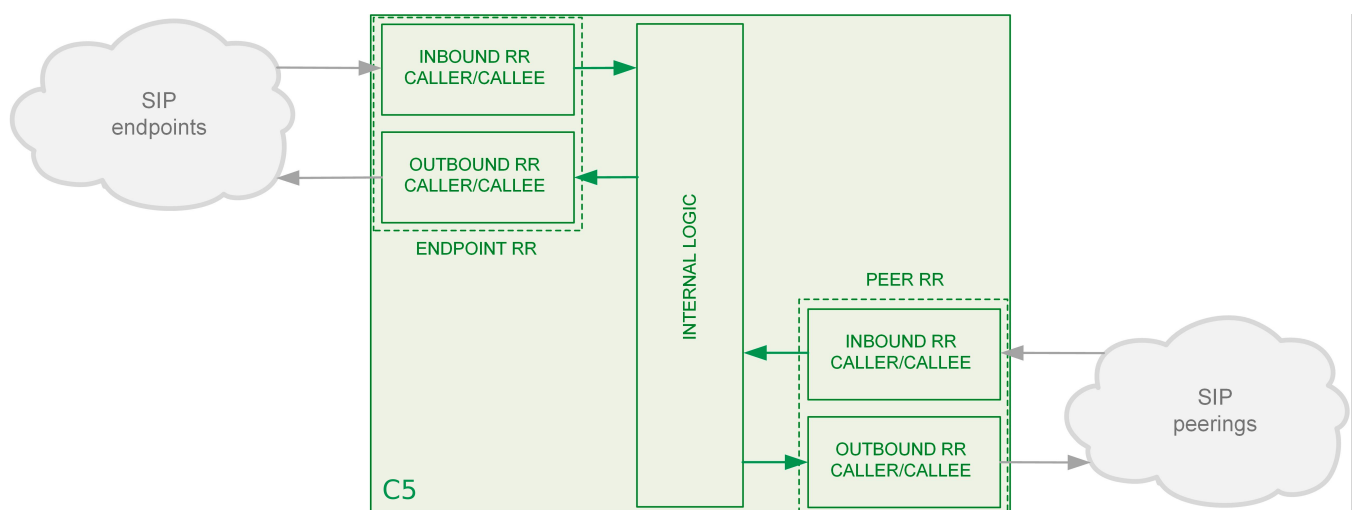 SIP
endpoints
INBOUND RR
CALLER/CALLEE
OUTBOUND RR
CALLER/CALLEE
ENDPOINT RR
INTERNAL LOGIC
PEER RR
INBOUND RR
CALLER/CALLEE
OUTBOUND RR
CALLER/CALLEE
SIP
peerings
C5